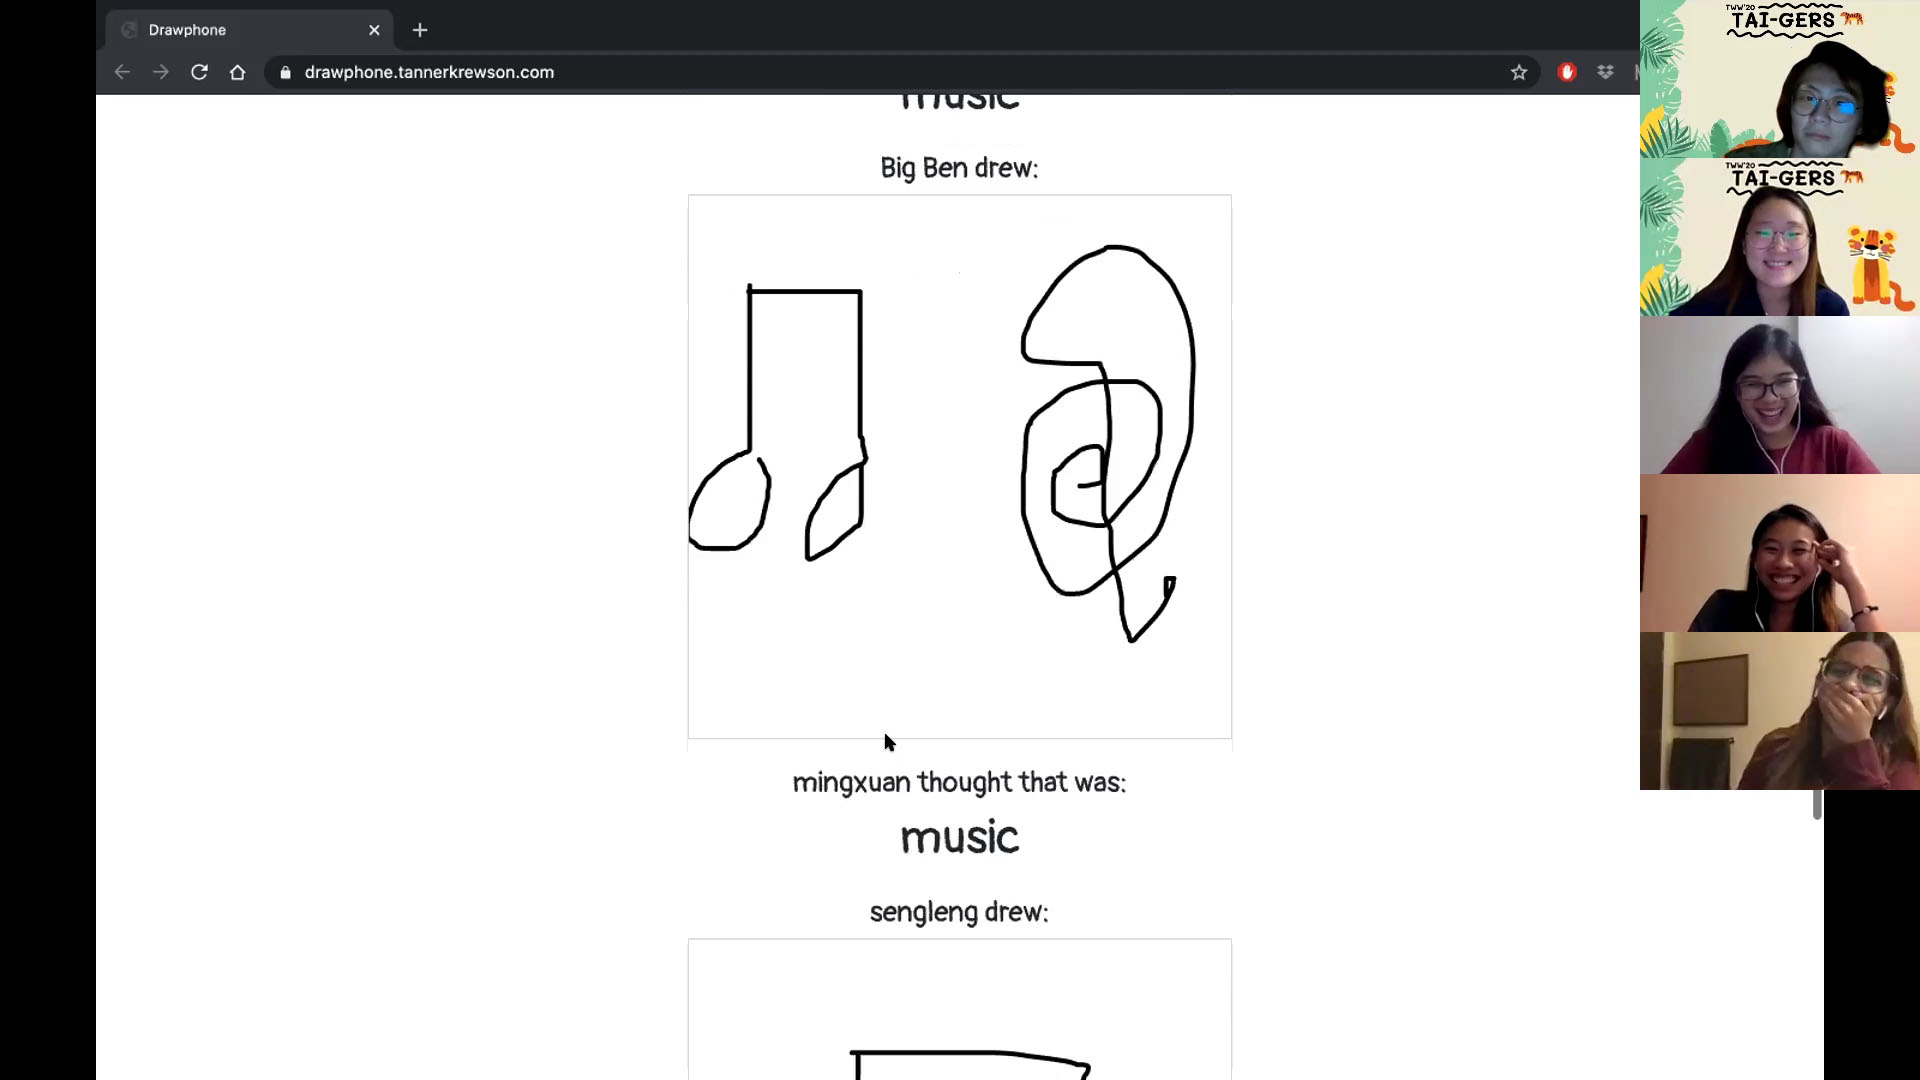 Drawphone
drawphone.tannerkrewson.com
music
Big Ben drew:
mingxuan thought that was:
music
sengleng drew:
TWW'20
TAI-GERS
TWW'20
TAI-GERS